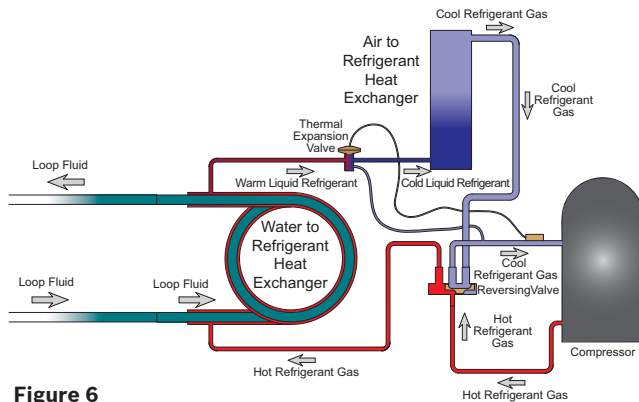 Cool Refrigerant Gas
Air to
Refrigerant
Heat
Exchanger
Cool
Refrigerant
Gas
Thermal
Expansion
Valve
Loop Fluid
Warm Liquid Refrigerant
Cold Liquid Refrigerant
Water to
Refrigerant
Heat
Exchanger
Loop Fluid
Loop Fluid
Cool
Refrigerant Gas
ReversingValve
Hot
Refrigerant
Gas
Compressor
Hot Refrigerant Gas
Hot Refrigerant Gas
Figure 6